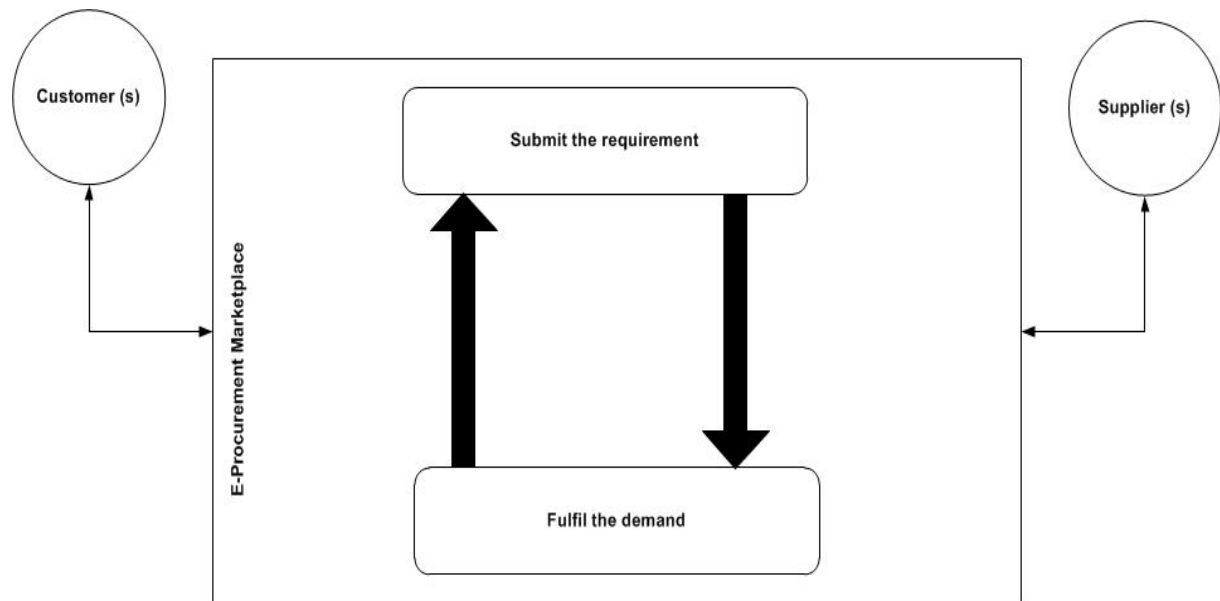 Customer (s)
Supplier (s)
Submit the requirement
E-Procurement Marketplace
Fulfil the demand